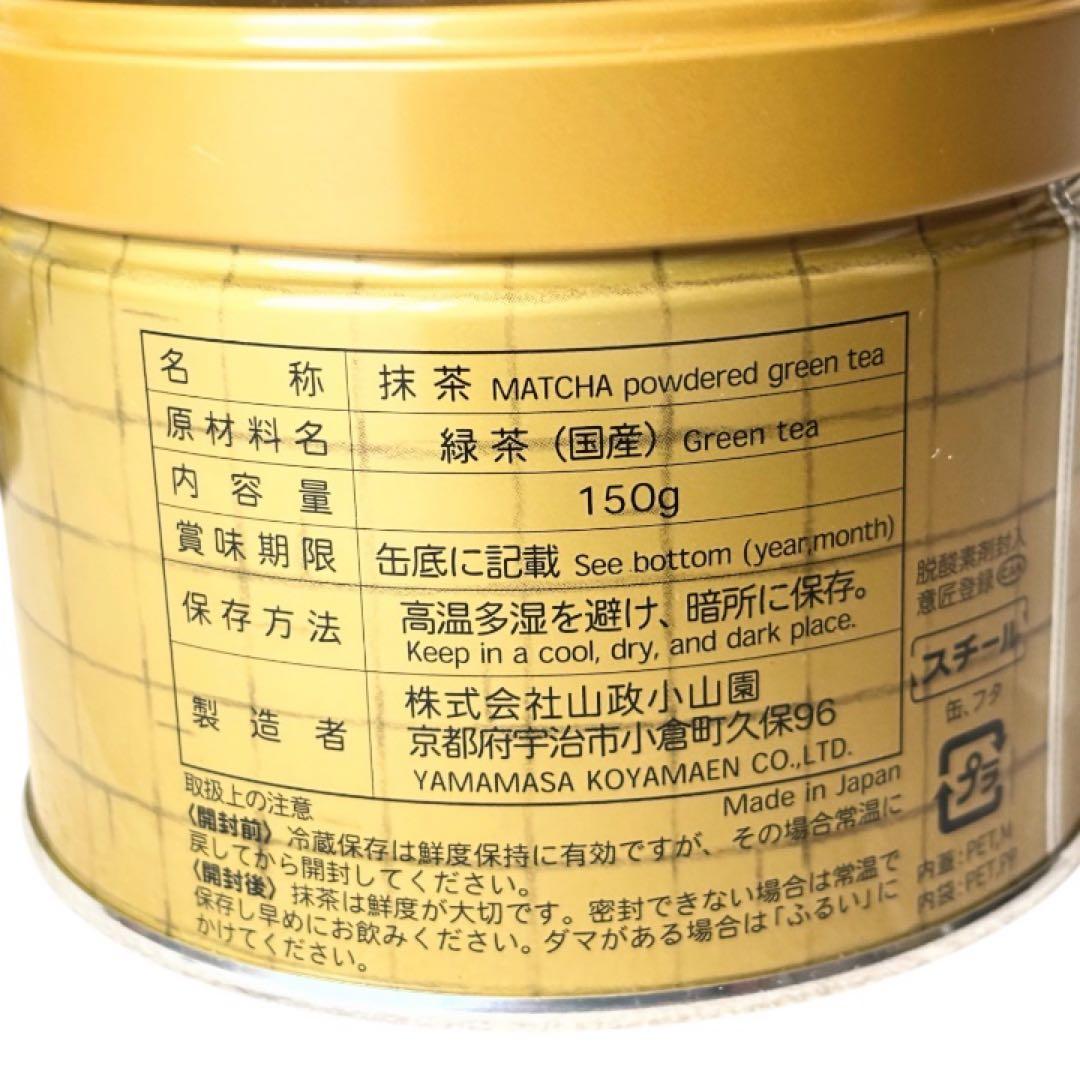 名称 抹茶 MATCHA powdered green tea
原材料名 緑茶（国産）Green tea
内容量 150g
賞味期限 缶底に記載 See bottom (year,month)
保存方法 高温多湿を避け、暗所に保存。
Keep in a cool, dry, and dark place.
製造者 株式会社山政小山園
京都府宇治市小倉町久保96
YAMAMASA KOYAMAEN CO.,LTD.
Made in Japan
取扱上の注意
〈開封前〉冷蔵保存は鮮度保持に有効ですが、その場合常温に
戻してから開封してください。
〈開封後〉抹茶は鮮度が大切です。密封できない場合は常温で
保存し早めにお飲みください。ダマがある場合は「ふるい」に
かけてください。
脱酸素剤封入
意匠登録
スチール
缶、フタ
プラ
内蓋：PET,M
内袋：PET,PP